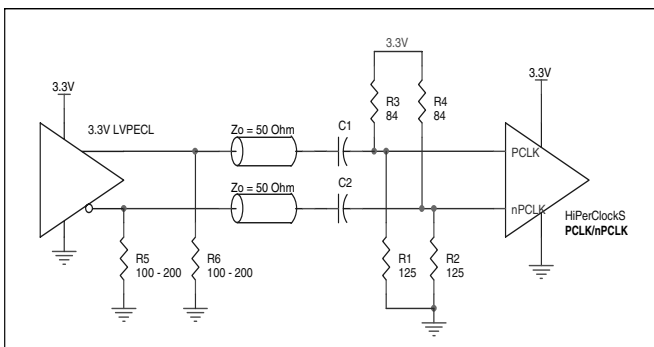 3.3V
3.3V
3.3V
3.3V LVPECL
R3
84
R4
84
Zo = 50 Ohm
C1
PCLK
Zo = 50 Ohm
C2
nPCLK
HiPerClockS
PCLK/nPCLK
R5
100 - 200
R6
100 - 200
R1
125
R2
125